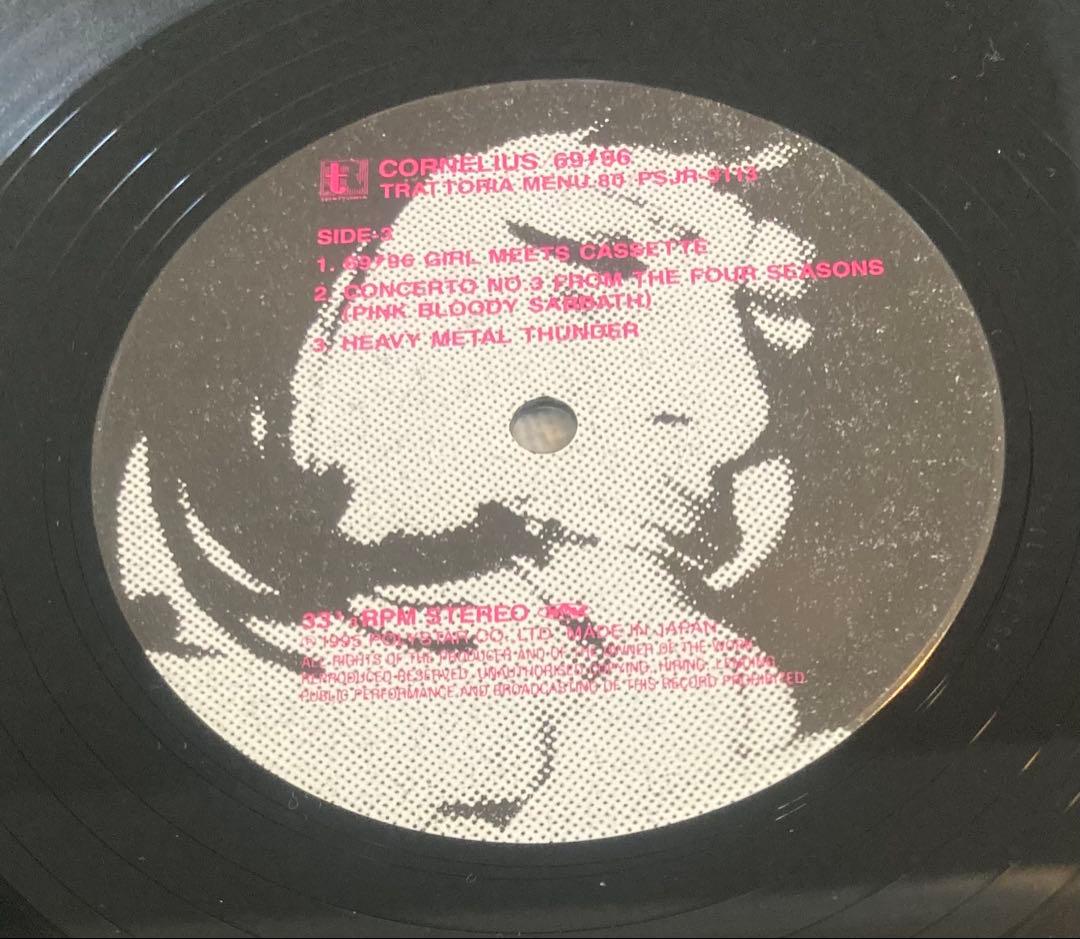 t
CORNELIUS 69/96
TRATTORIA MENU.80 PSJR-9113
SIDE-3
1. 69/96 GIRL MEETS CASSETTE
2. CONCERTO NO.3 FROM THE FOUR SEASONS
(PINK BLOODY SABBATH)
3. HEAVY METAL THUNDER
33⅓ RPM STEREO
℗ 1995 POLYSTAR CO., LTD. MADE IN JAPAN
ALL RIGHTS OF THE PRODUCER AND OF THE OWNER OF THE WORK
REPRODUCED RESERVED. UNAUTHORISED COPYING, HIRING, LENDING,
PUBLIC PERFORMANCE AND BROADCASTING OF THIS RECORD PROHIBITED.